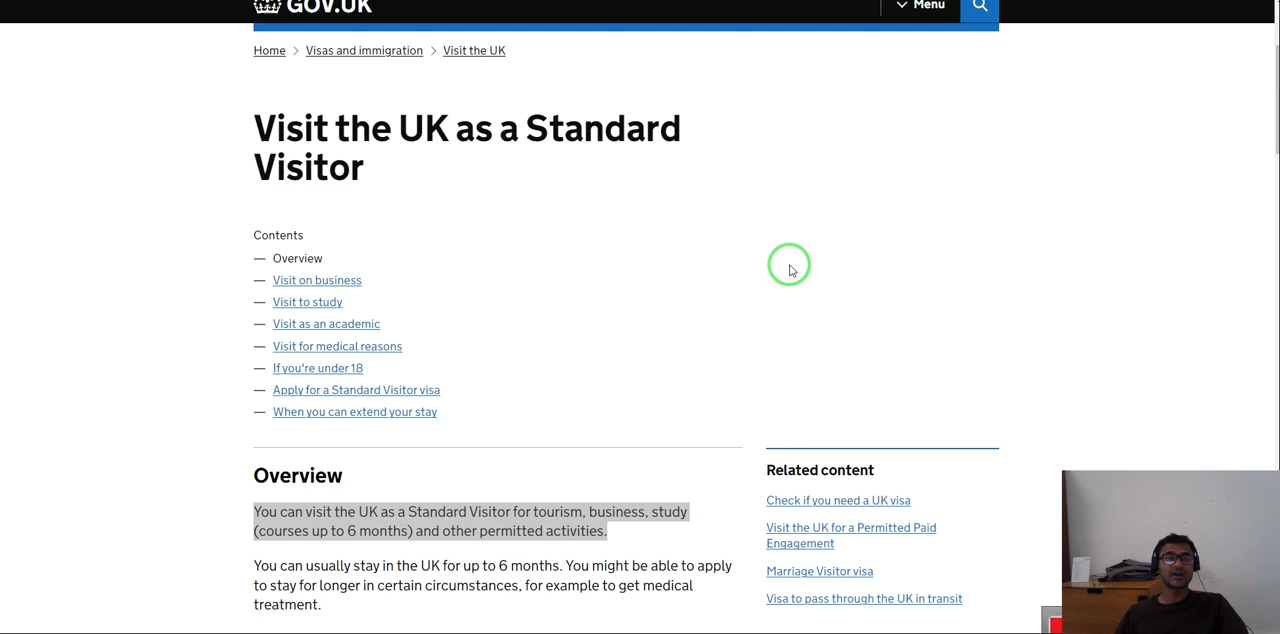 GOV.UK
Menu
Home > Visas and immigration > Visit the UK
Visit the UK as a Standard
Visitor
Contents
— Overview
— Visit on business
— Visit to study
— Visit as an academic
— Visit for medical reasons
— If you're under 18
— Apply for a Standard Visitor visa
— When you can extend your stay
Overview
You can visit the UK as a Standard Visitor for tourism, business, study
(courses up to 6 months) and other permitted activities.
You can usually stay in the UK for up to 6 months. You might be able to apply
to stay for longer in certain circumstances, for example to get medical
treatment.
Related content
Check if you need a UK visa
Visit the UK for a Permitted Paid
Engagement
Marriage Visitor visa
Visa to pass through the UK in transit